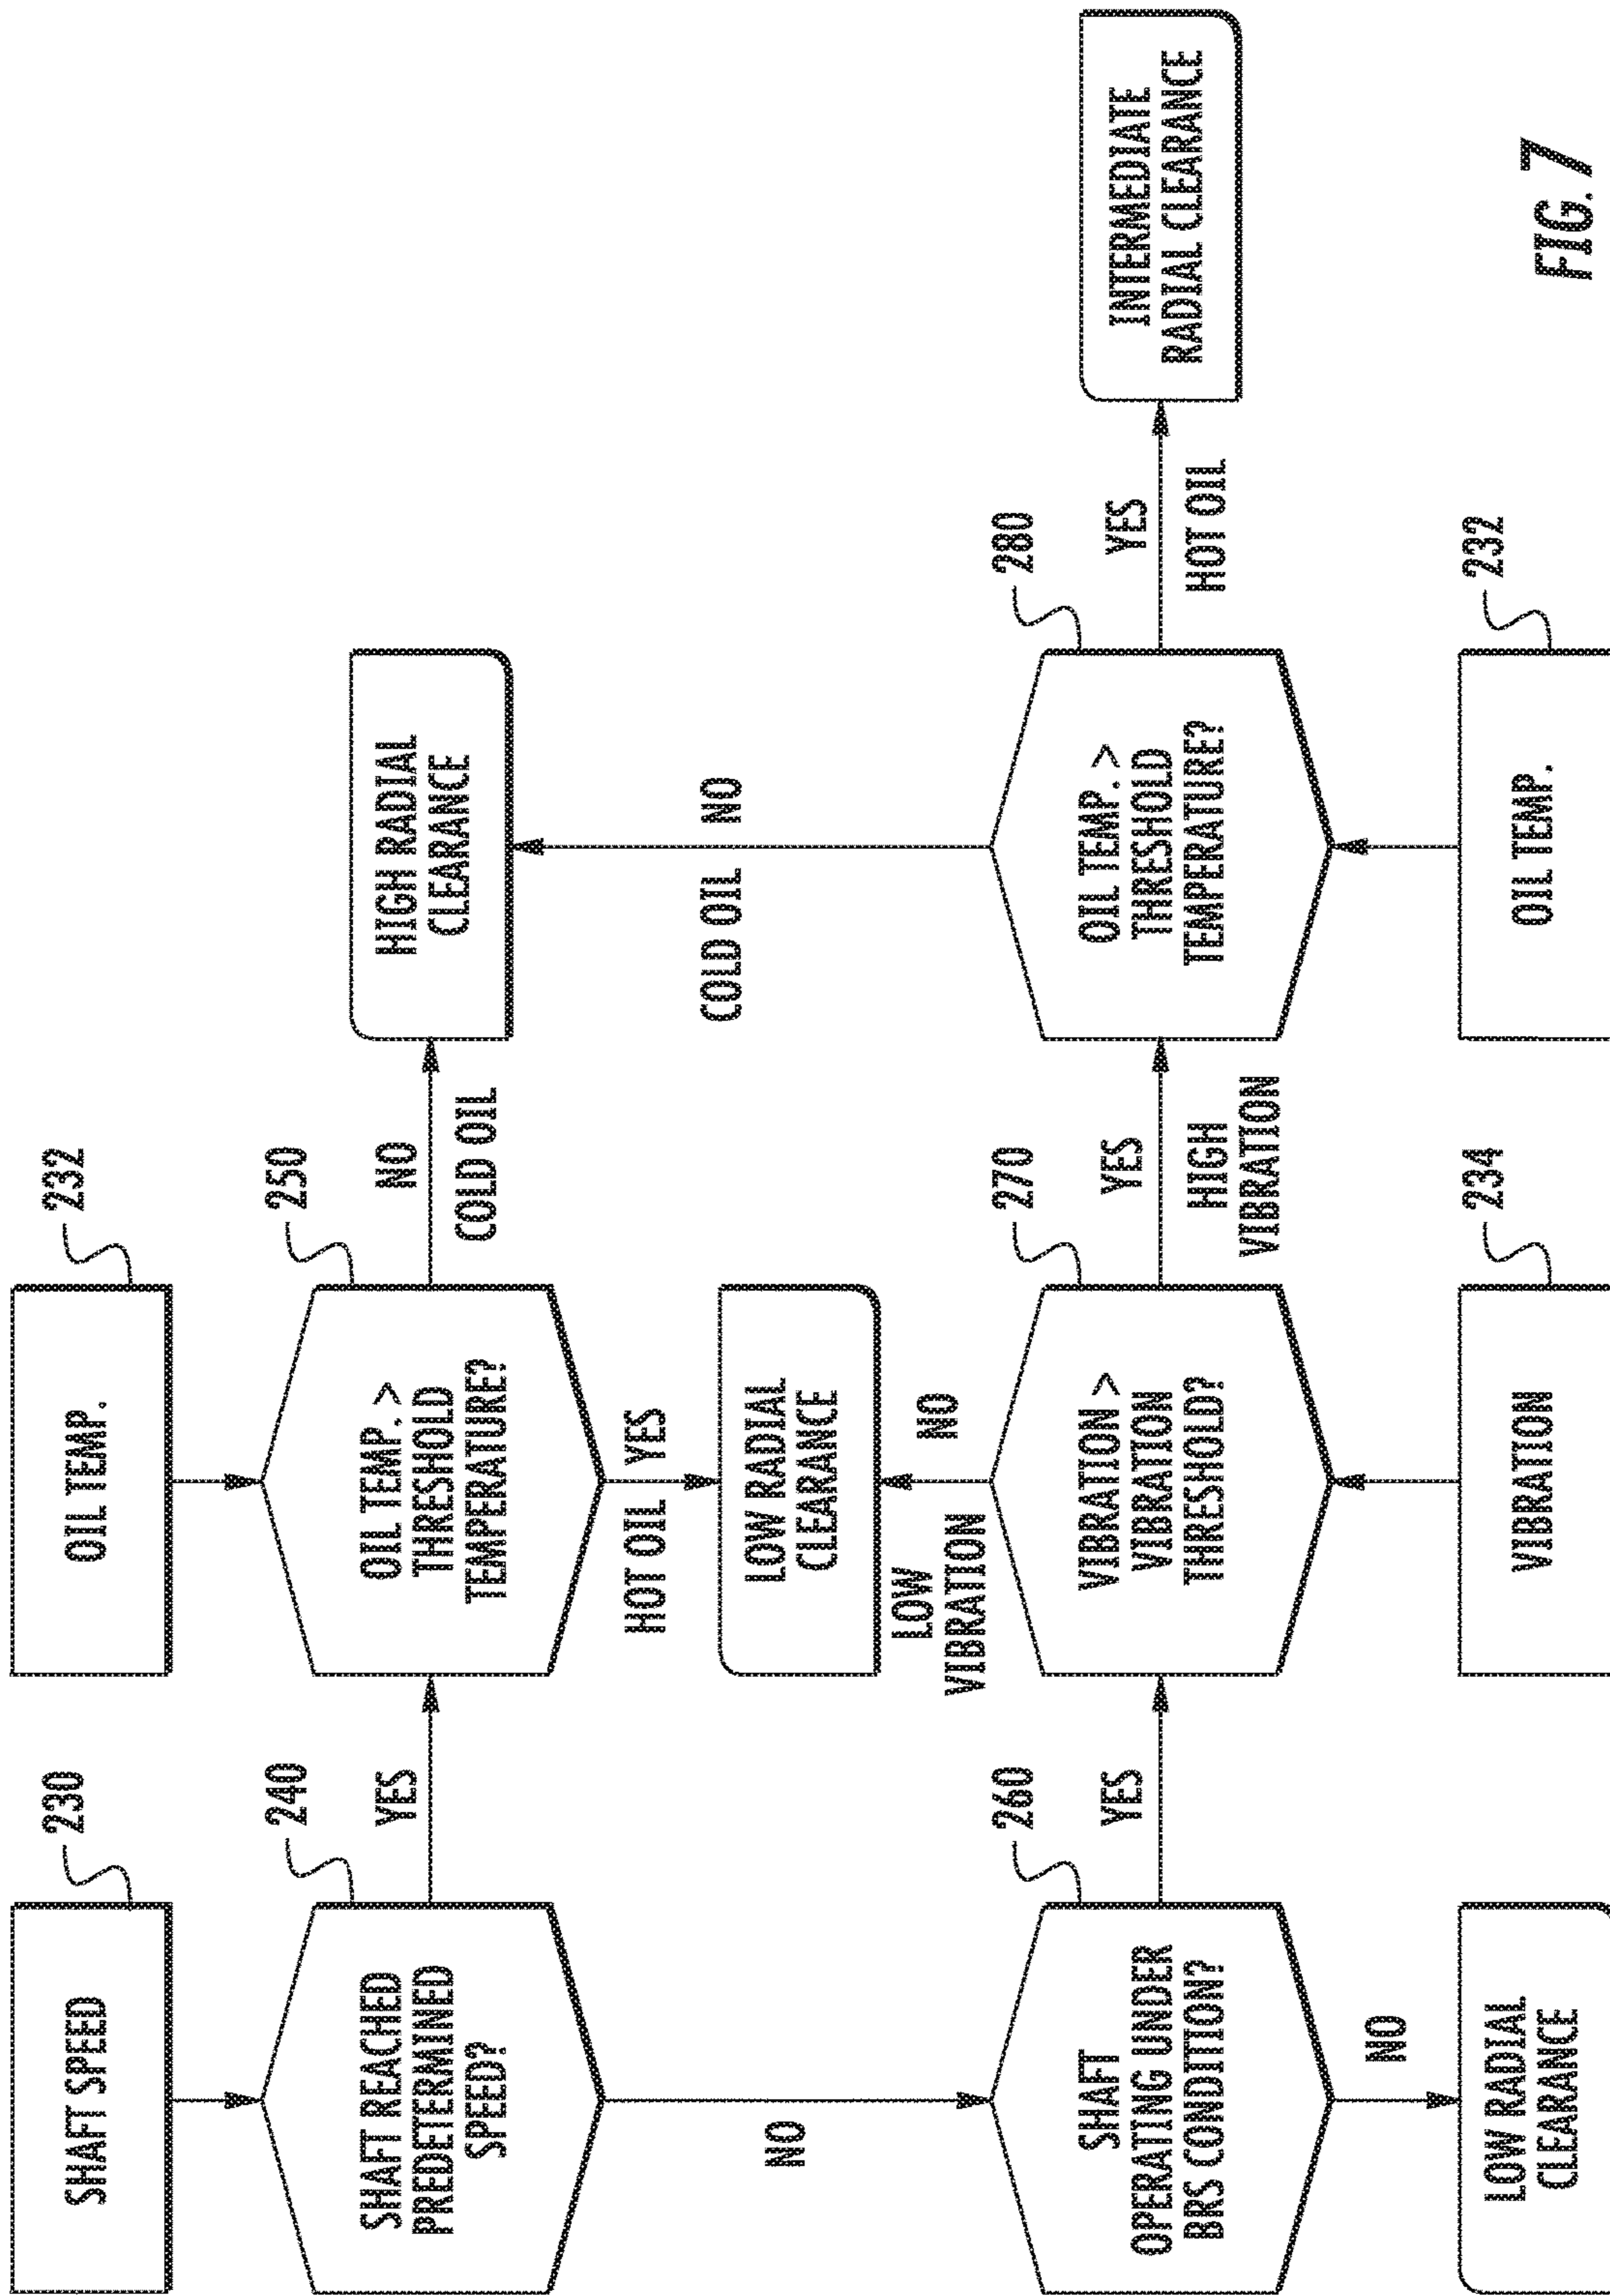 SHAFT SPEED
230
OIL TEMP.
232
SHAFT REACHED
PREDETERMINED
SPEED?
240
YES
OIL TEMP. >
THRESHOLD
TEMPERATURE?
250
NO
COLD OIL
HIGH RADIAL
CLEARANCE
HOT OIL
YES
NO
LOW RADIAL
CLEARANCE
COLD OIL
NO
LOW
VIBRATION
NO
SHAFT
OPERATING UNDER
BRS CONDITION?
260
YES
VIBRATION >
VIBRATION
THRESHOLD?
270
YES
HIGH
VIBRATION
OIL TEMP. >
THRESHOLD
TEMPERATURE?
280
YES
HOT OIL
INTERMEDIATE
RADIAL CLEARANCE
NO
LOW RADIAL
CLEARANCE
VIBRATION
234
OIL TEMP.
232
FIG. 7